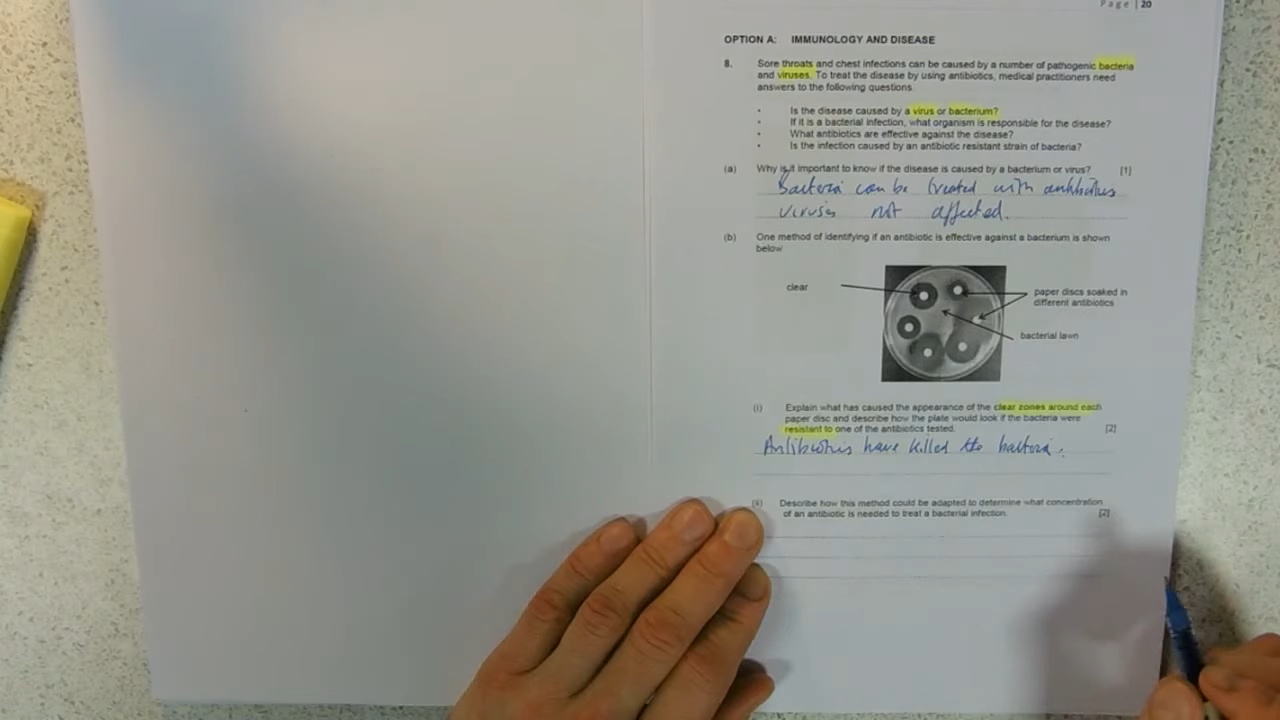 Page | 20
OPTION A: IMMUNOLOGY AND DISEASE
8. Sore throats and chest infections can be caused by a number of pathogenic bacteria
and viruses. To treat the disease by using antibiotics, medical practitioners need
answers to the following questions.
• Is the disease caused by a virus or bacterium?
• If it is a bacterial infection, what organism is responsible for the disease?
• What antibiotics are effective against the disease?
• Is the infection caused by an antibiotic resistant strain of bacteria?
(a) Why is it important to know if the disease is caused by a bacterium or virus? [1]
Bacteria can be treated with antibiotics
viruses not affected.
(b) One method of identifying if an antibiotic is effective against a bacterium is shown
below
clear
paper discs soaked in
different antibiotics
bacterial lawn
(i) Explain what has caused the appearance of the clear zones around each
paper disc and describe how the plate would look if the bacteria were
resistant to one of the antibiotics tested. [2]
Antibiotics have killed the bacteria.
(ii) Describe how this method could be adapted to determine what concentration
of an antibiotic is needed to treat a bacterial infection. [2]